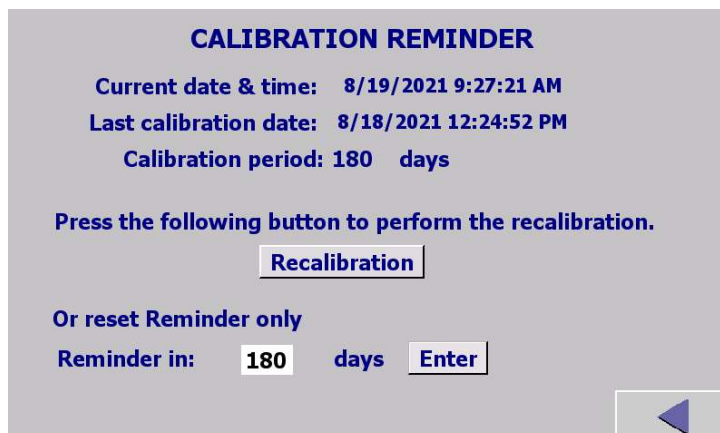 CALIBRATION REMINDER
Current date & time: 8/19/2021 9:27:21 AM
Last calibration date: 8/18/2021 12:24:52 PM
Calibration period: 180 days
Press the following button to perform the recalibration.
Recalibration
Or reset Reminder only
Reminder in: 180 days Enter